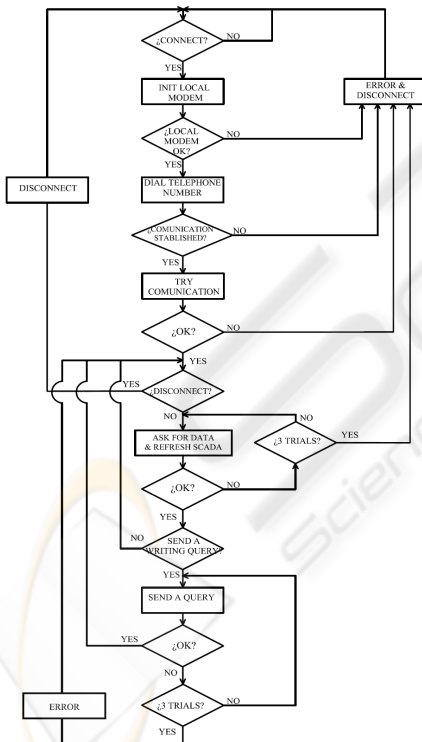 ¿CONNECT?
NO
YES
INIT LOCAL
MODEM
ERROR &
DISCONNECT
¿LOCAL
MODEM
OK?
NO
YES
DISCONNECT
DIAL TELEPHONE
NUMBER
¿COMUNICATION
STABLISHED?
NO
YES
TRY
COMUNICATION
¿OK?
NO
YES
YES
¿DISCONNECT?
NO
NO
ASK FOR DATA
& REFRESH SCADA
¿3 TRIALS?
YES
¿OK?
NO
YES
NO
SEND A
WRITING QUERY?
YES
SEND A QUERY
YES
¿OK?
NO
ERROR
¿3 TRIALS?
NO
YES